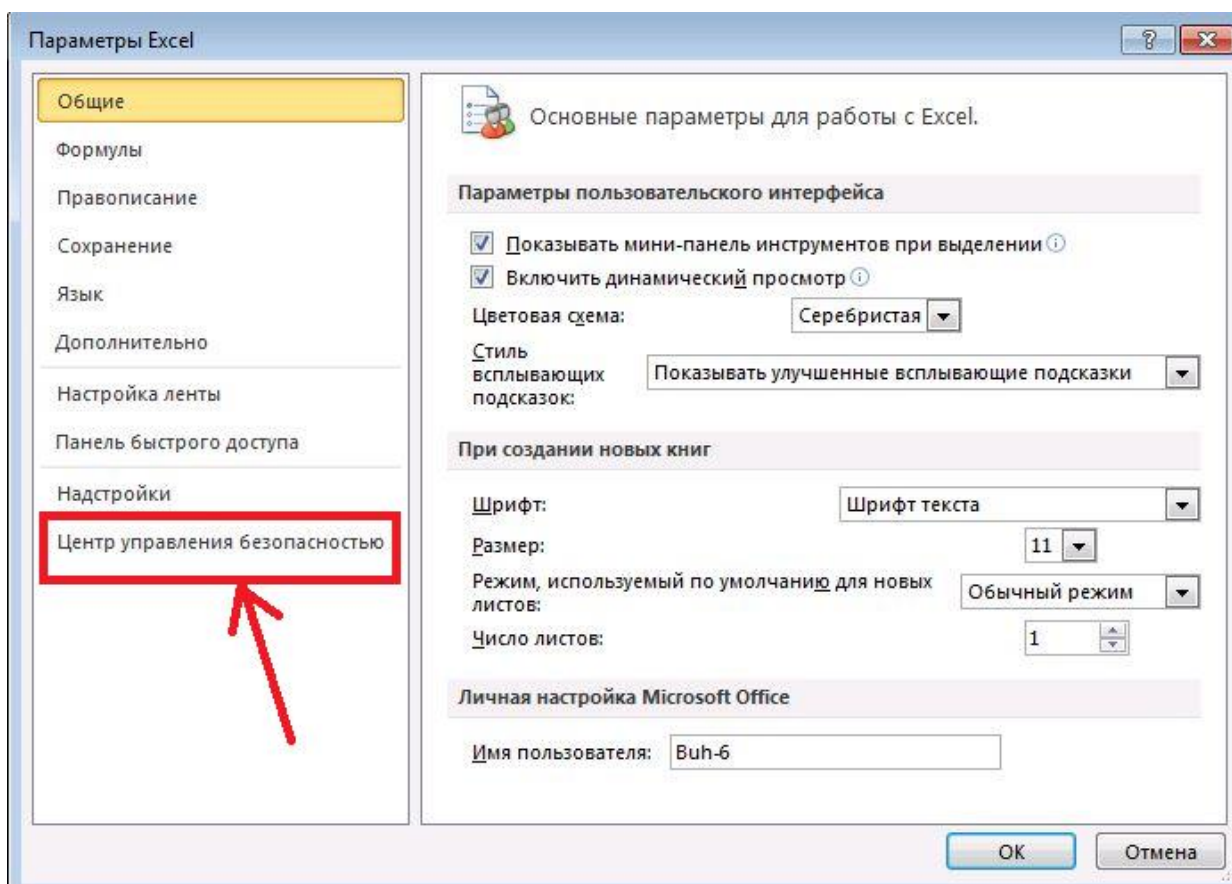 Параметры Excel
Общие
Формулы
Правописание
Сохранение
Язык
Дополнительно
Настройка ленты
Панель быстрого доступа
Надстройки
Центр управления безопасностью
Основные параметры для работы с Excel.
Параметры пользовательского интерфейса
Показывать мини-панель инструментов при выделении
Включить динамический просмотр
Цветовая схема: Серебристая
Стиль
всплывающих
подсказок:
Показывать улучшенные всплывающие подсказки
При создании новых книг
Шрифт: Шрифт текста
Размер: 11
Режим, используемый по умолчанию для новых
листов:
Обычный режим
Число листов: 1
Личная настройка Microsoft Office
Имя пользователя: Buh-6
ОК Отмена